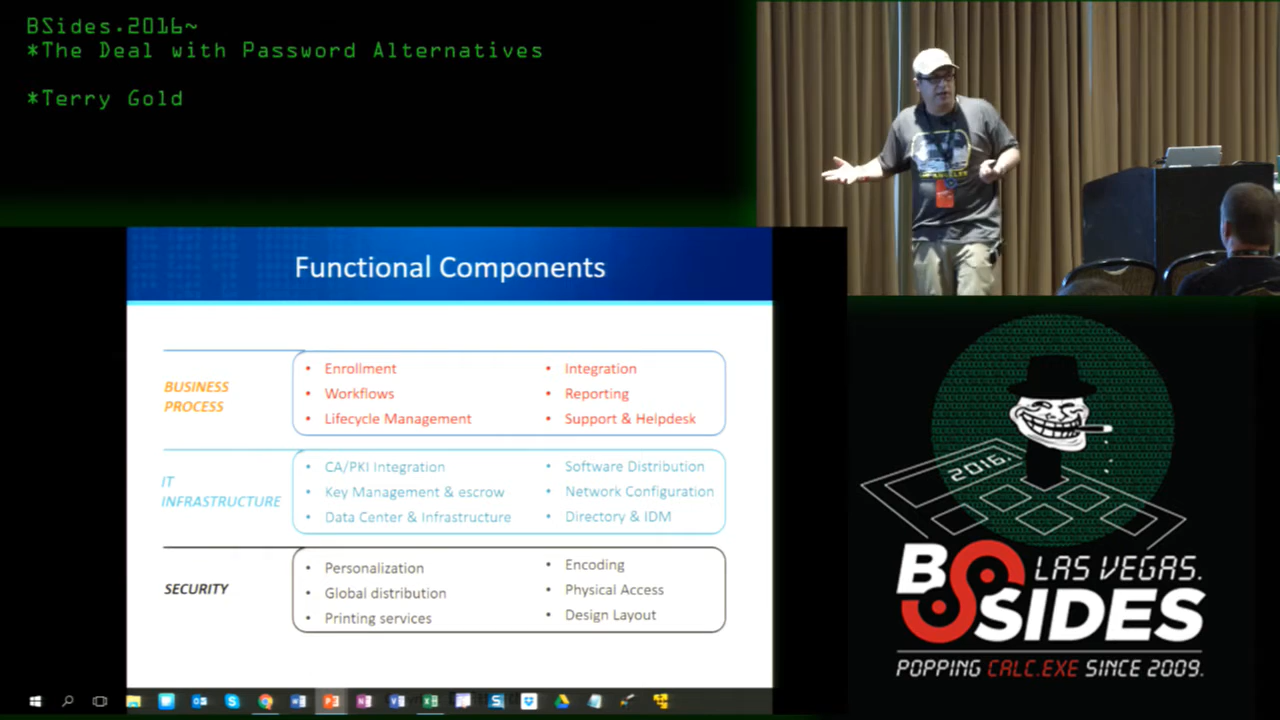 BSides.2016~
*The Deal with Password Alternatives
*Terry Gold
Functional Components
BUSINESS
PROCESS
• Enrollment
• Workflows
• Lifecycle Management
• Integration
• Reporting
• Support & Helpdesk
IT
INFRASTRUCTURE
• CA/PKI Integration
• Key Management & escrow
• Data Center & Infrastructure
• Software Distribution
• Network Configuration
• Directory & IDM
SECURITY
• Personalization
• Global distribution
• Printing services
• Encoding
• Physical Access
• Design Layout
2016.
BSIDES
LAS VEGAS.
POPPING CALC.EXE SINCE 2009.